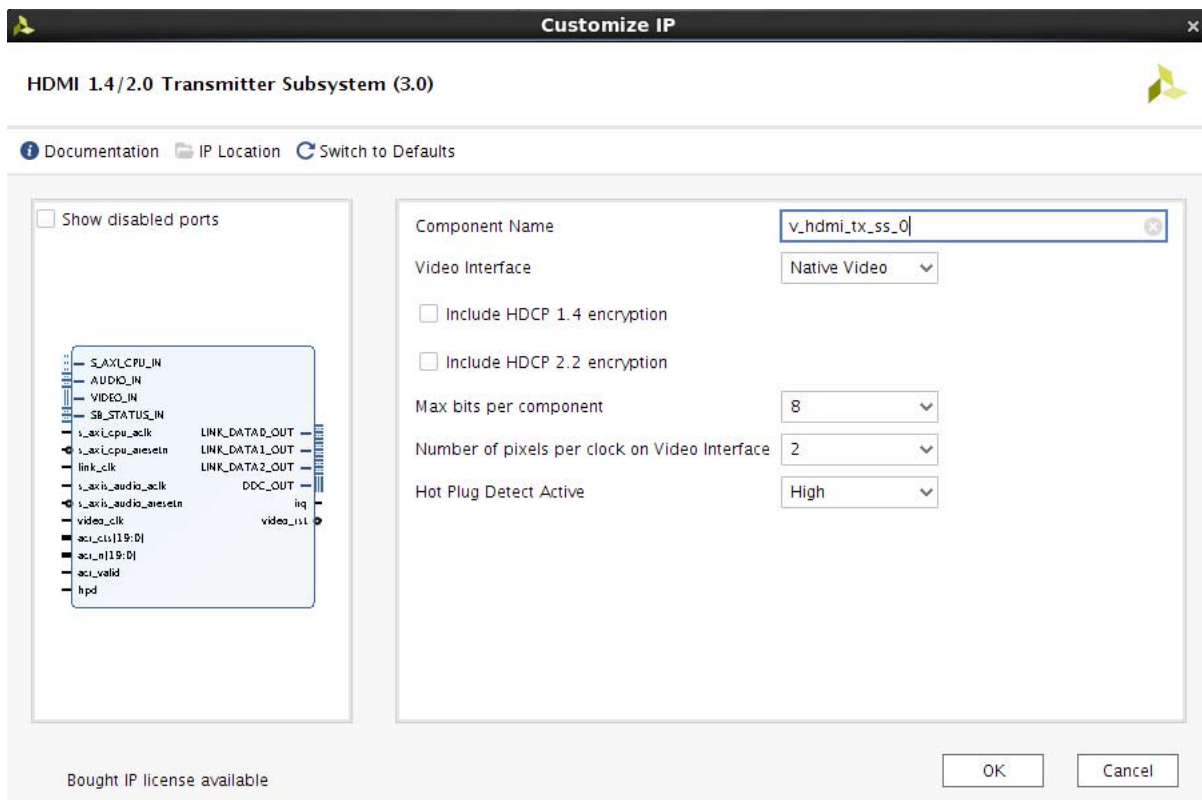 Customize IP
HDMI 1.4/2.0 Transmitter Subsystem (3.0)
Documentation IP Location Switch to Defaults
Show disabled ports
S_AXI_CPU_IN
AUDIO_IN
VIDEO_IN
SB_STATUS_IN
s_axi_cpu_aclk
s_axi_cpu_aresetn
link_clk
s_axis_audio_aclk
s_axis_audio_aresetn
video_clk
acr_cts[19:0]
acr_n[19:0]
acr_valid
hpd
LINK_DATA0_OUT
LINK_DATA1_OUT
LINK_DATA2_OUT
DDC_OUT
irq
video_rst
Component Name v_hdmi_tx_ss_0
Video Interface Native Video
Include HDCP 1.4 encryption
Include HDCP 2.2 encryption
Max bits per component 8
Number of pixels per clock on Video Interface 2
Hot Plug Detect Active High
Bought IP license available
OK Cancel